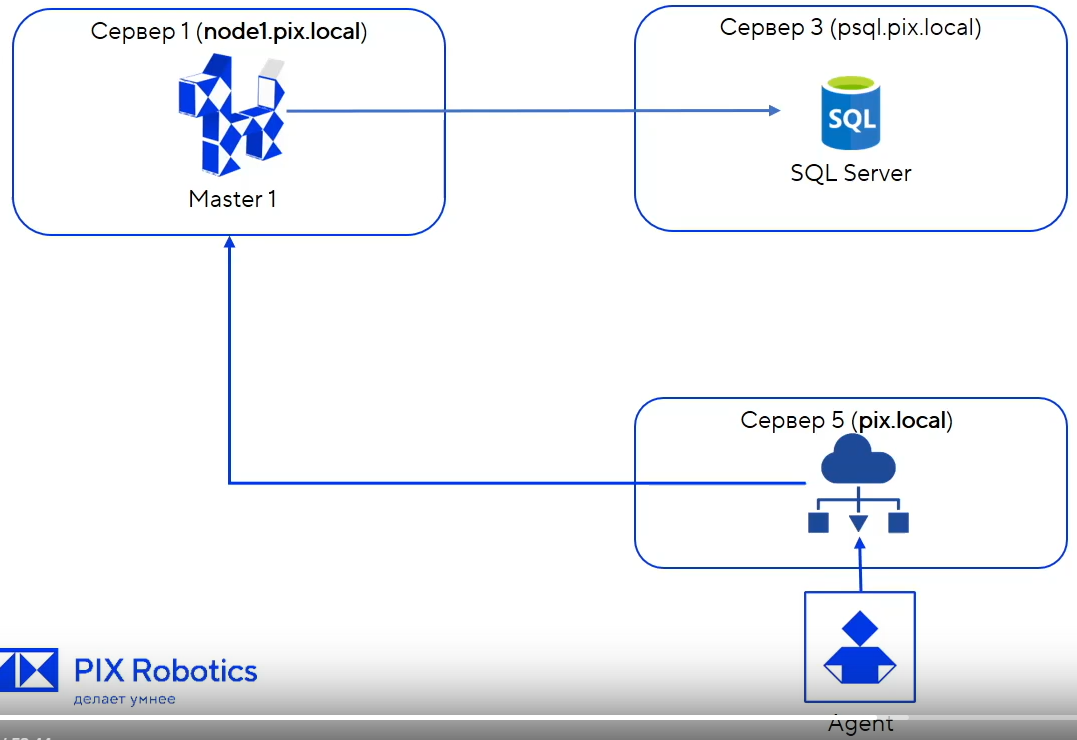 Сервер 1 (node1.pix.local)
Master 1
Сервер 3 (psql.pix.local)
SQL
SQL Server
Сервер 5 (pix.local)
Agent
PIX Robotics
делает умнее